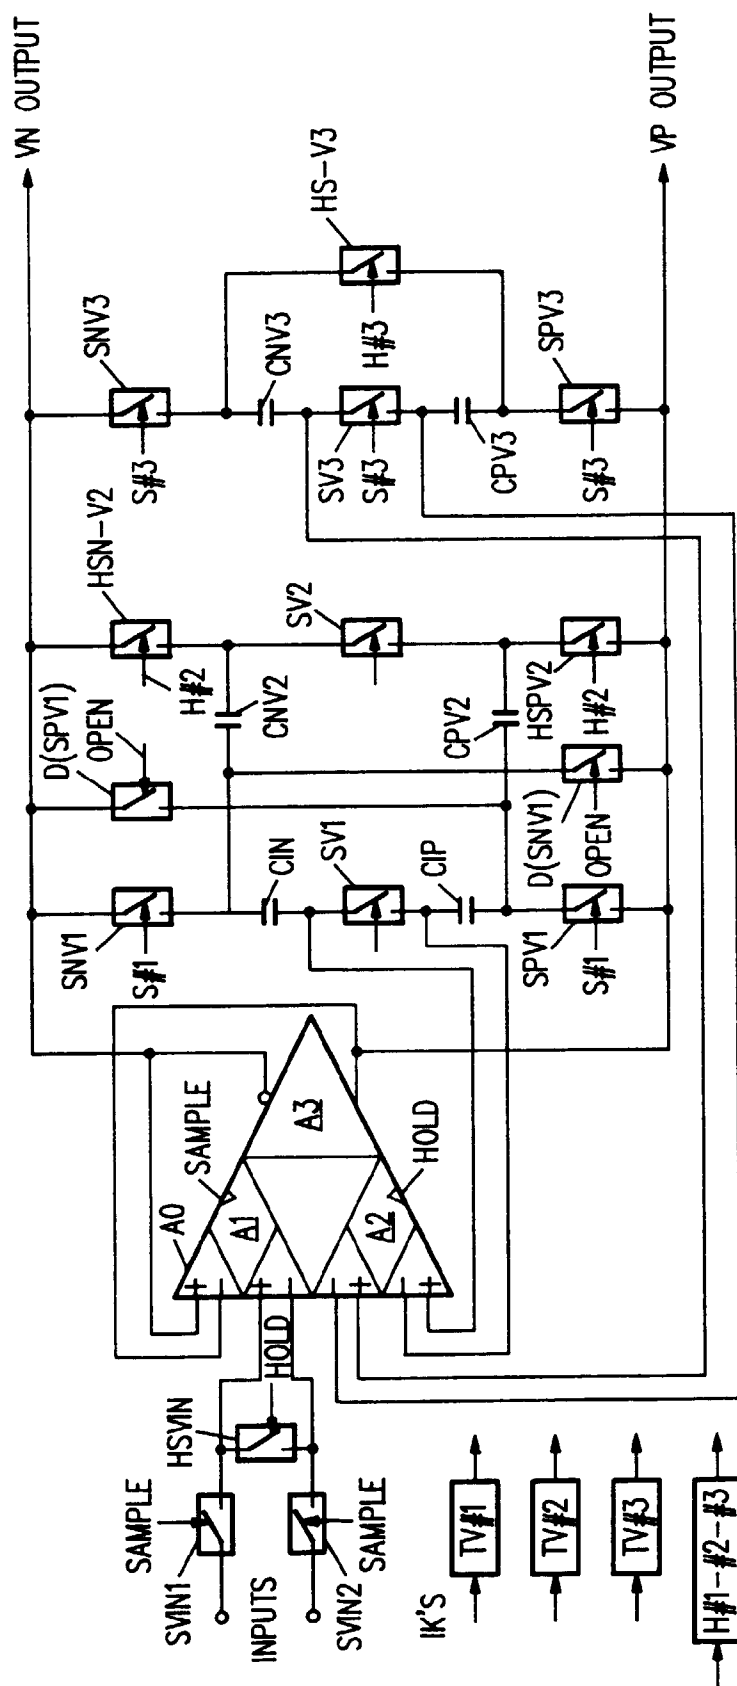 VN OUTPUT
HS-V3
SNV3
S#3
CNV3
H#3
SV3
S#3
CPV3
SPV3
S#3
VP OUTPUT
HSN-V2
H#2
D(SPV1)
OPEN
CNV2
SV2
CPV2
HSPV2
H#2
D(SNV1)
OPEN
SNV1
S#1
CIN
SV1
CIP
SPV1
S#1
SAMPLE
A0
A1
A2
A3
HOLD
+
-
+
-
-
+
-
+
HOLD
HSVIN
SAMPLE
SVIN1
INPUTS
SVIN2
SAMPLE
IK'S
TV#1
TV#2
TV#3
H#1-#2-#3